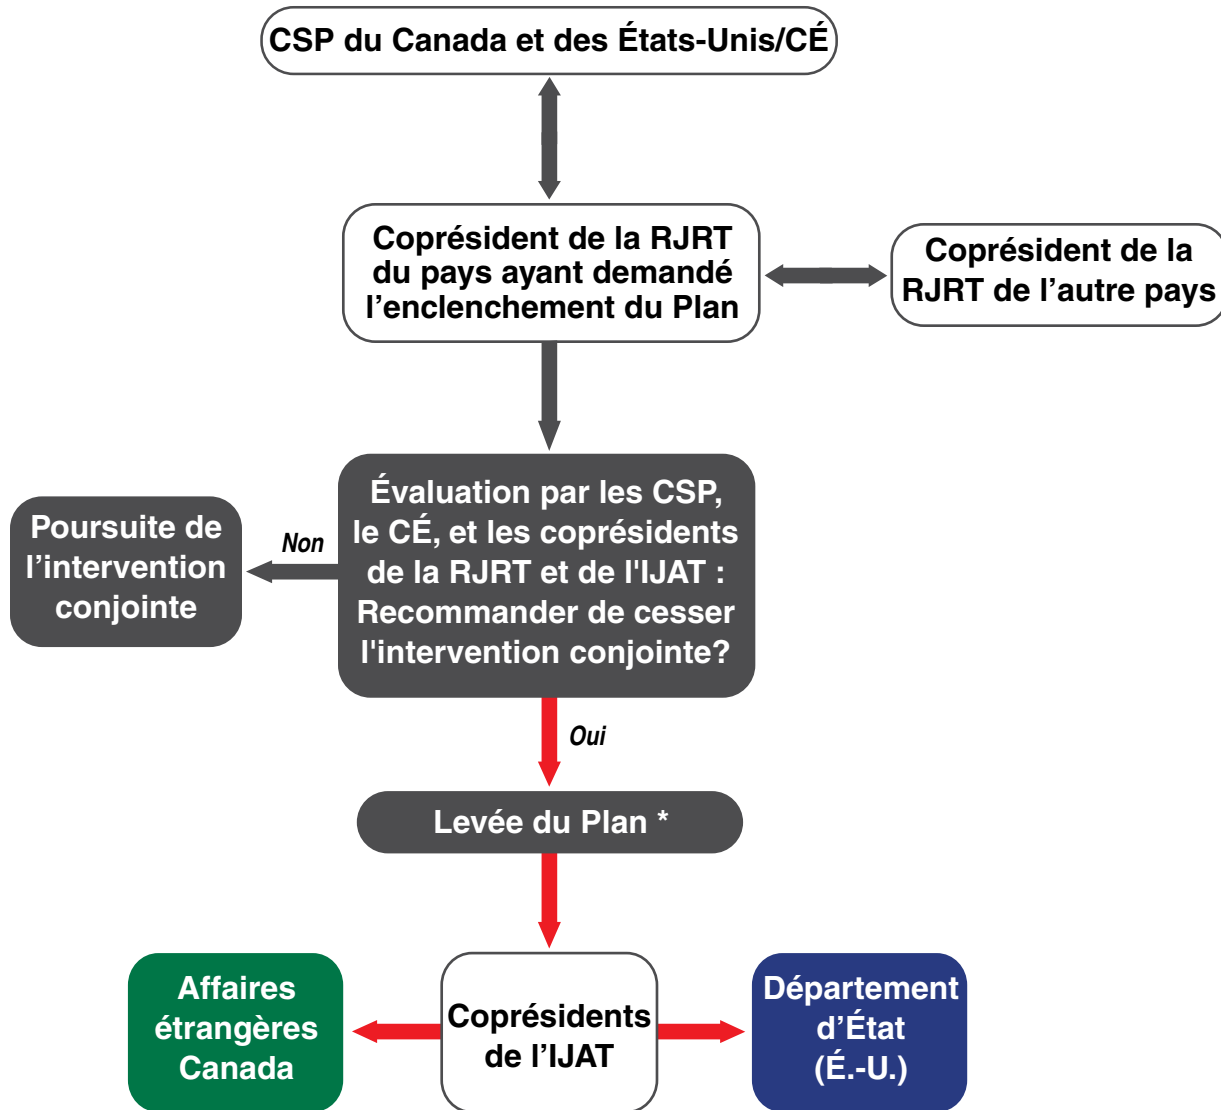 CSP du Canada et des États-Unis/CÉ
Coprésident de la RJRT
du pays ayant demandé
l’enclenchement du Plan
Coprésident de la
RJRT de l’autre pays
Évaluation par les CSP,
le CÉ, et les coprésidents
de la RJRT et de l'IJAT :
Recommander de cesser
l'intervention conjointe?
Non
Poursuite de
l’intervention
conjointe
Oui
Levée du Plan *
Affaires
étrangères
Canada
Coprésidents
de l’IJAT
Département
d’État
(É.-U.)